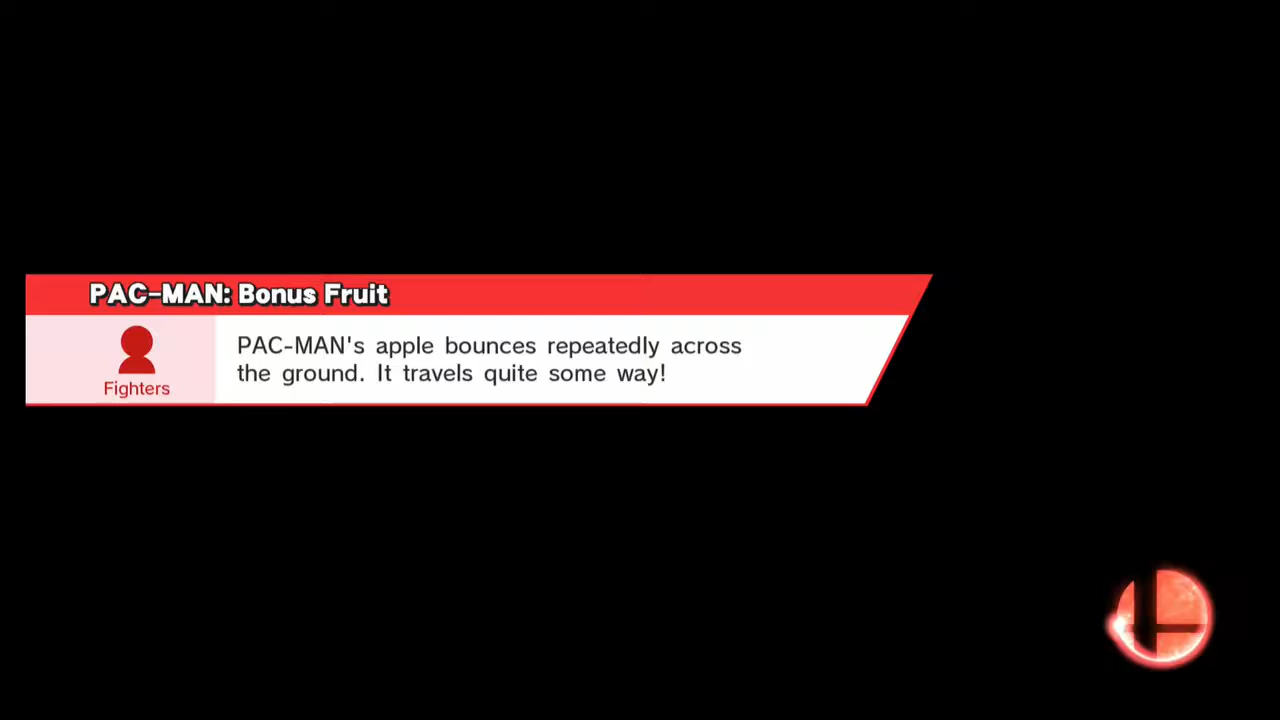 PAC-MAN: Bonus Fruit
Fighters
PAC-MAN's apple bounces repeatedly across
the ground. It travels quite some way!